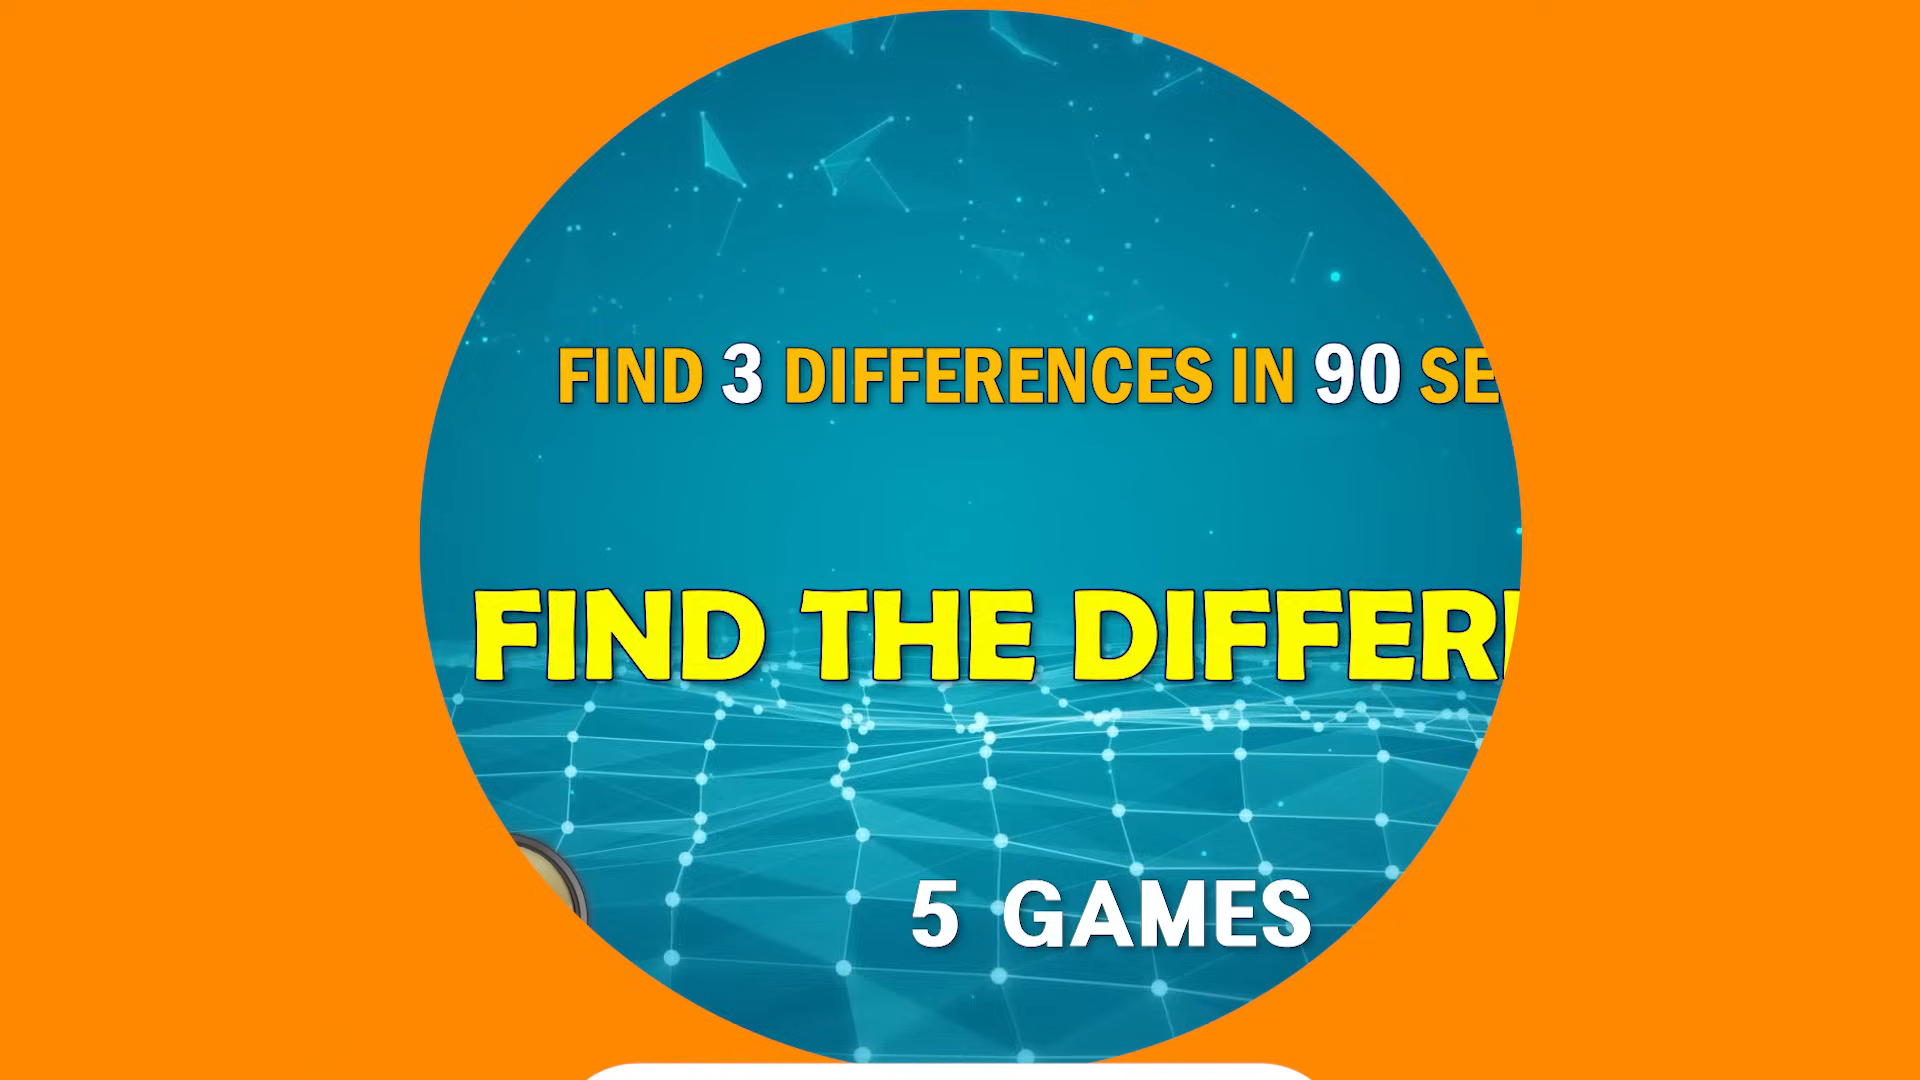 FIND 3 DIFFERENCES IN 90 SE
FIND THE DIFFER
5 GAMES